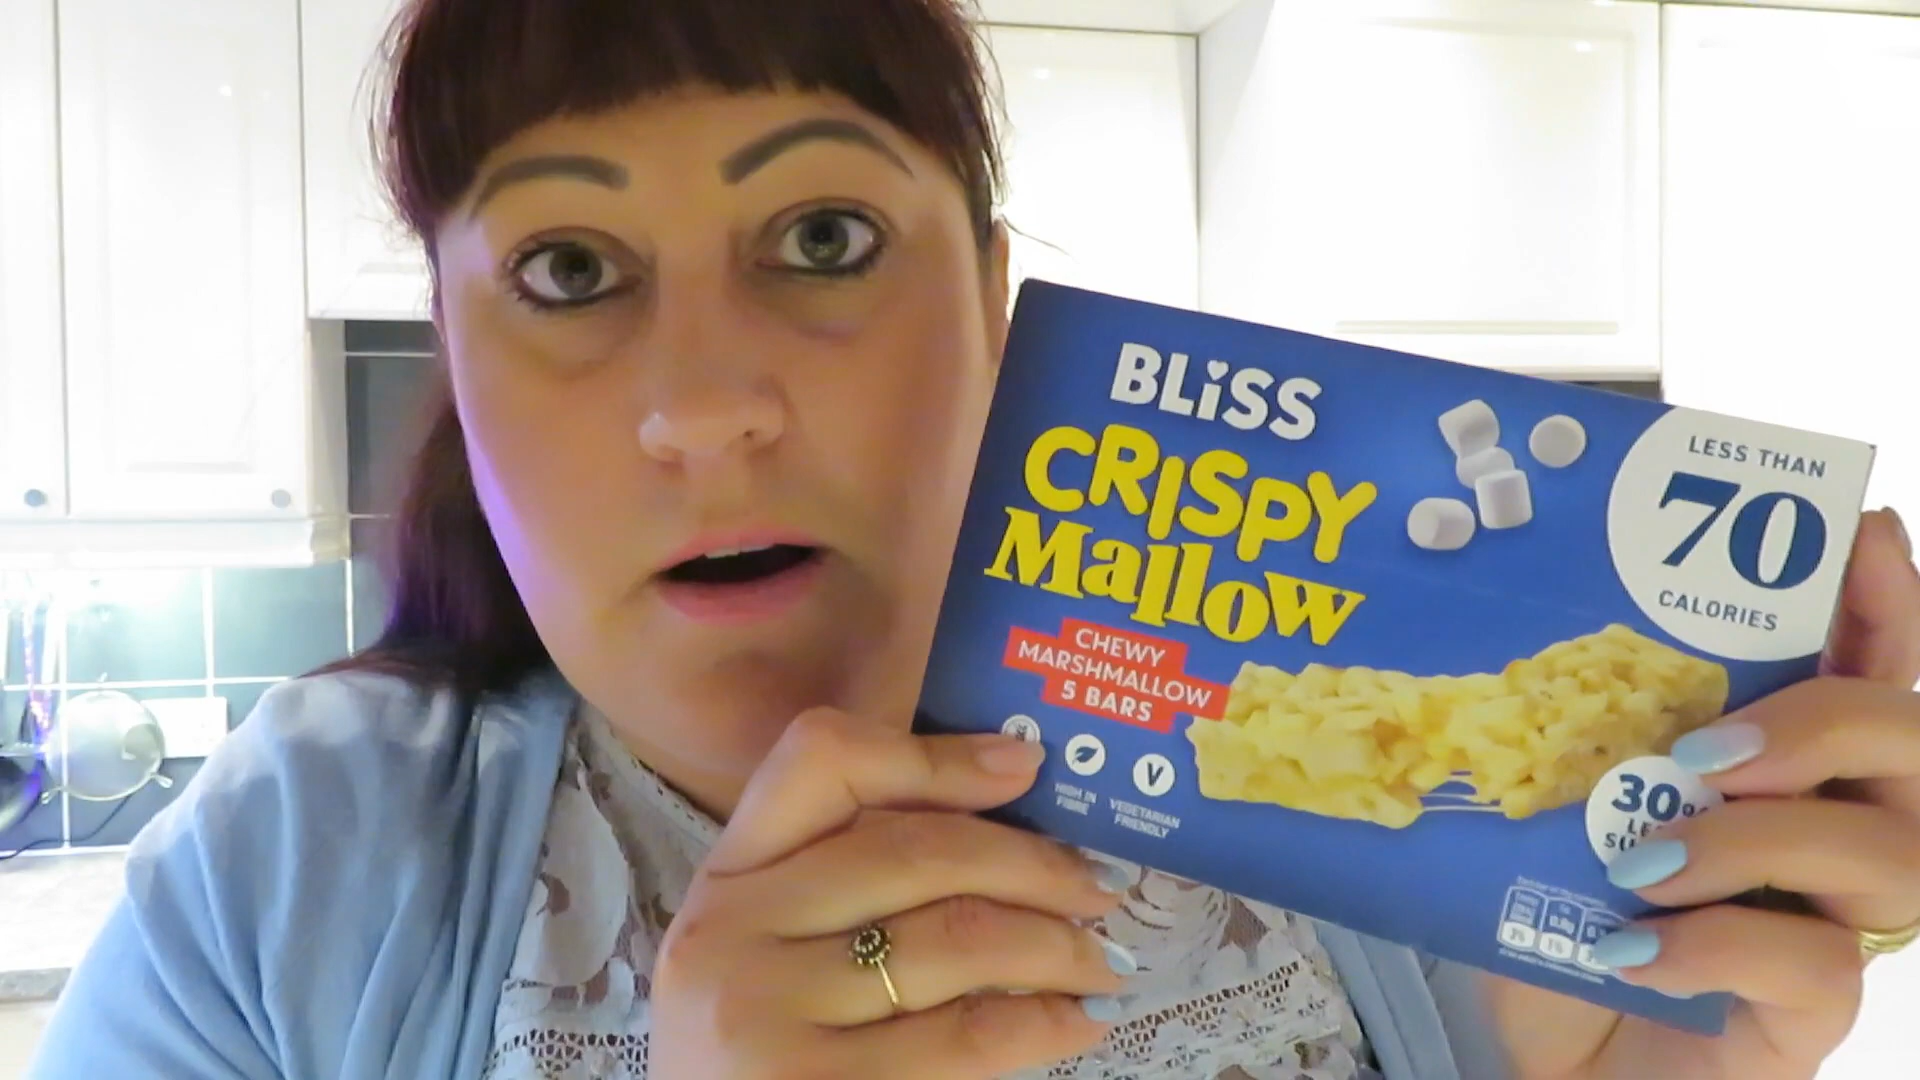 BLiSS
CRISPY
Mallow
CHEWY
MARSHMALLOW
5 BARS
LESS THAN
70
CALORIES
HIGH IN
FIBRE
V
VEGETARIAN
FRIENDLY
30%